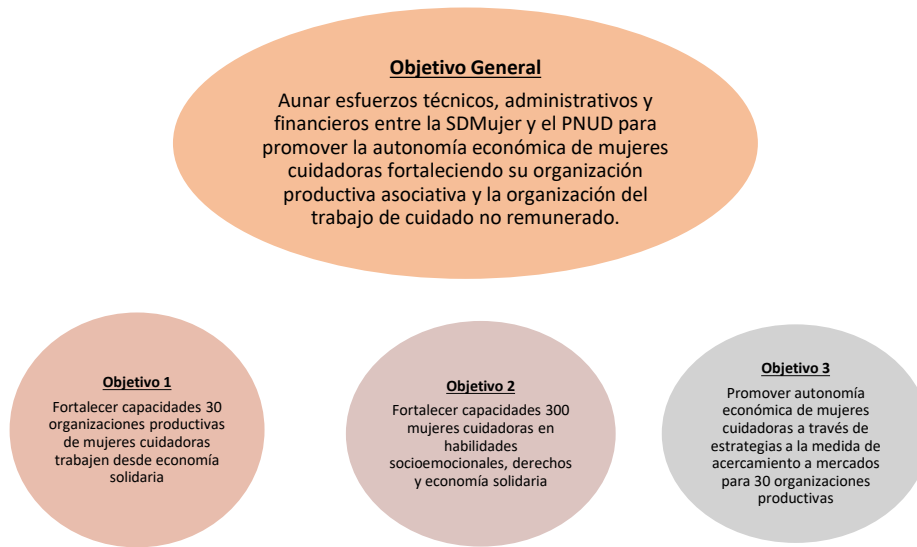 Objetivo General
Aunar esfuerzos técnicos, administrativos y
financieros entre la SDMujer y el PNUD para
promover la autonomía económica de mujeres
cuidadoras fortaleciendo su organización
productiva asociativa y la organización del
trabajo de cuidado no remunerado.
Objetivo 1
Fortalecer capacidades 30
organizaciones productivas
de mujeres cuidadoras
trabajen desde economía
solidaria
Objetivo 2
Fortalecer capacidades 300
mujeres cuidadoras en
habilidades
socioemocionales, derechos
y economía solidaria
Objetivo 3
Promover autonomía
económica de mujeres
cuidadoras a través de
estrategias a la medida de
acercamiento a mercados
para 30 organizaciones
productivas